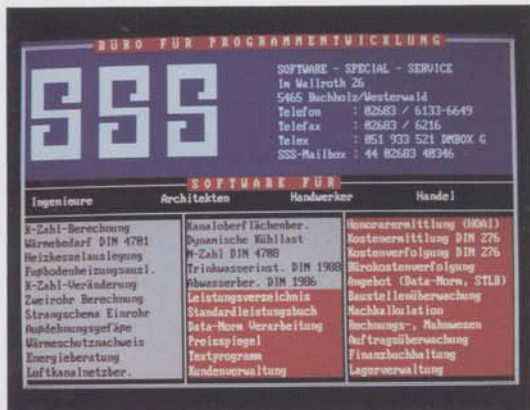 BÜRO FÜR PROGRAMMENTWICKLUNG
SSS
SOFTWARE - SPECIAL - SERVICE
Im Wallroth 26
5465 Buchholz/Westerwald
Telefon : 02683 / 6133-6649
Telefax : 02683 / 6216
Telex : 051 933 521 DMBOX G
SSS-Mailbox : 44 02683 40346
SOFTWARE FÜR
Ingenieure Architekten Handwerker Handel
K-Zahl-Berechnung
Wärmebedarf DIN 4701
Heizkesselauslegung
Fußbodenheizungsausl.
K-Zahl-Veränderung
Zweirohr Berechnung
Strangschema Einrohr
Ausdehnungsgefäße
Wärmeschutznachweis
Energieberatung
Luftkanalnetzber.
Kanaloberflächenber.
Dynamische Kühllast
N-Zahl DIN 4708
Trinkwasserinst. DIN 1988
Abwasserber. DIN 1986
Leistungsverzeichnis
Standardleistungsbuch
Data-Norm Verarbeitung
Preisspiegel
Textprogramm
Kundenverwaltung
Honorarermittlung (HOAI)
Kostenermittlung DIN 276
Kostenverfolgung DIN 276
Bürokostenverfolgung
Angebot (Data-Norm, STLB)
Baustellenüberwachung
Nachkalkulation
Rechnungs-, Mahnwesen
Auftragsüberwachung
Finanzbuchhaltung
Lagerverwaltung